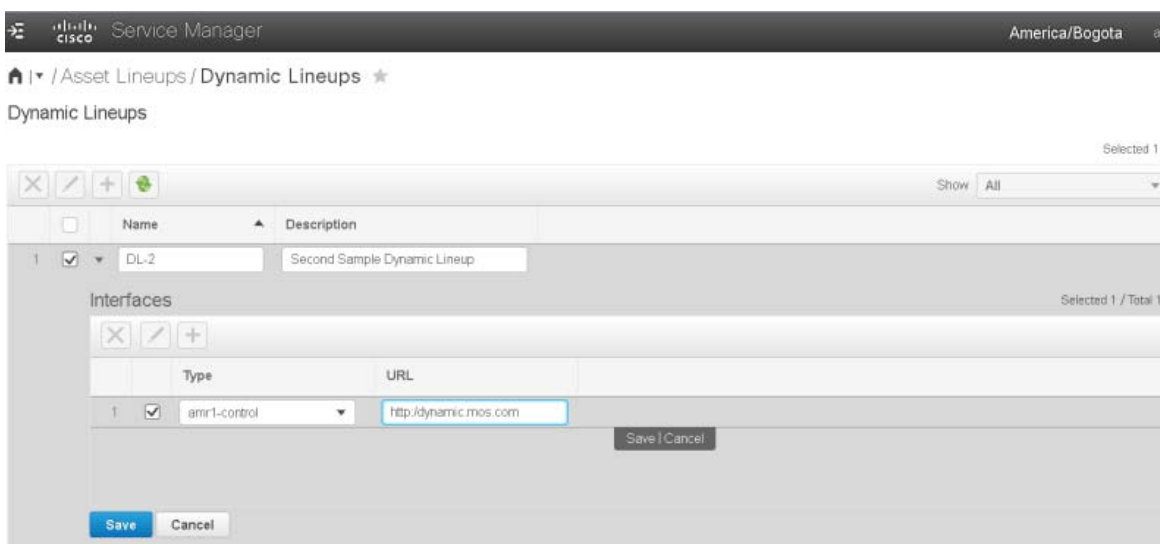 cisco Service Manager America/Bogota
/ Asset Lineups / Dynamic Lineups
Dynamic Lineups
Selected 1
Show All
Name Description
1 DL-2 Second Sample Dynamic Lineup
Interfaces Selected 1 / Total 1
Type URL
1 amr1-control http:/dynamic.mos.com
Save | Cancel
Save Cancel